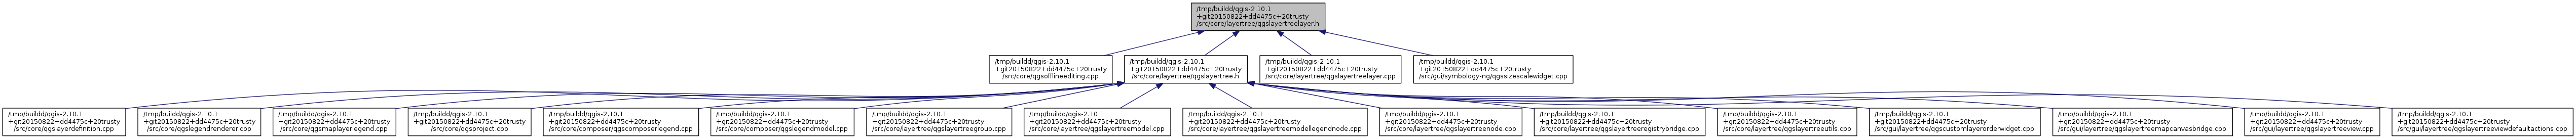 /tmp/buildd/qgis-2.10.1
+git20150822+dd4475c+20trusty
/src/core/layertree/qgslayertreelayer.h
/tmp/buildd/qgis-2.10.1
+git20150822+dd4475c+20trusty
/src/core/qgsofflineediting.cpp
/tmp/buildd/qgis-2.10.1
+git20150822+dd4475c+20trusty
/src/core/layertree/qgslayertree.h
/tmp/buildd/qgis-2.10.1
+git20150822+dd4475c+20trusty
/src/core/layertree/qgslayertreelayer.cpp
/tmp/buildd/qgis-2.10.1
+git20150822+dd4475c+20trusty
/src/gui/symbology-ng/qgssizescalewidget.cpp
/tmp/buildd/qgis-2.10.1
+git20150822+dd4475c+20trusty
/src/core/qgslayerdefinition.cpp
/tmp/buildd/qgis-2.10.1
+git20150822+dd4475c+20trusty
/src/core/qgslegendrenderer.cpp
/tmp/buildd/qgis-2.10.1
+git20150822+dd4475c+20trusty
/src/core/qgsmaplayerlegend.cpp
/tmp/buildd/qgis-2.10.1
+git20150822+dd4475c+20trusty
/src/core/qgsproject.cpp
/tmp/buildd/qgis-2.10.1
+git20150822+dd4475c+20trusty
/src/core/composer/qgscomposerlegend.cpp
/tmp/buildd/qgis-2.10.1
+git20150822+dd4475c+20trusty
/src/core/composer/qgslegendmodel.cpp
/tmp/buildd/qgis-2.10.1
+git20150822+dd4475c+20trusty
/src/core/layertree/qgslayertreegroup.cpp
/tmp/buildd/qgis-2.10.1
+git20150822+dd4475c+20trusty
/src/core/layertree/qgslayertreemodel.cpp
/tmp/buildd/qgis-2.10.1
+git20150822+dd4475c+20trusty
/src/core/layertree/qgslayertreemodellegendnode.cpp
/tmp/buildd/qgis-2.10.1
+git20150822+dd4475c+20trusty
/src/core/layertree/qgslayertreenode.cpp
/tmp/buildd/qgis-2.10.1
+git20150822+dd4475c+20trusty
/src/core/layertree/qgslayertreeregistrybridge.cpp
/tmp/buildd/qgis-2.10.1
+git20150822+dd4475c+20trusty
/src/core/layertree/qgslayertreeutils.cpp
/tmp/buildd/qgis-2.10.1
+git20150822+dd4475c+20trusty
/src/gui/layertree/qgscustomlayerorderwidget.cpp
/tmp/buildd/qgis-2.10.1
+git20150822+dd4475c+20trusty
/src/gui/layertree/qgslayertreemapcanvasbridge.cpp
/tmp/buildd/qgis-2.10.1
+git20150822+dd4475c+20trusty
/src/gui/layertree/qgslayertreeview.cpp
/tmp/buildd/qgis-2.10.1
+git20150822+dd4475c+20trusty
/src/gui/layertree/qgslayertreeviewdefaultactions.cpp